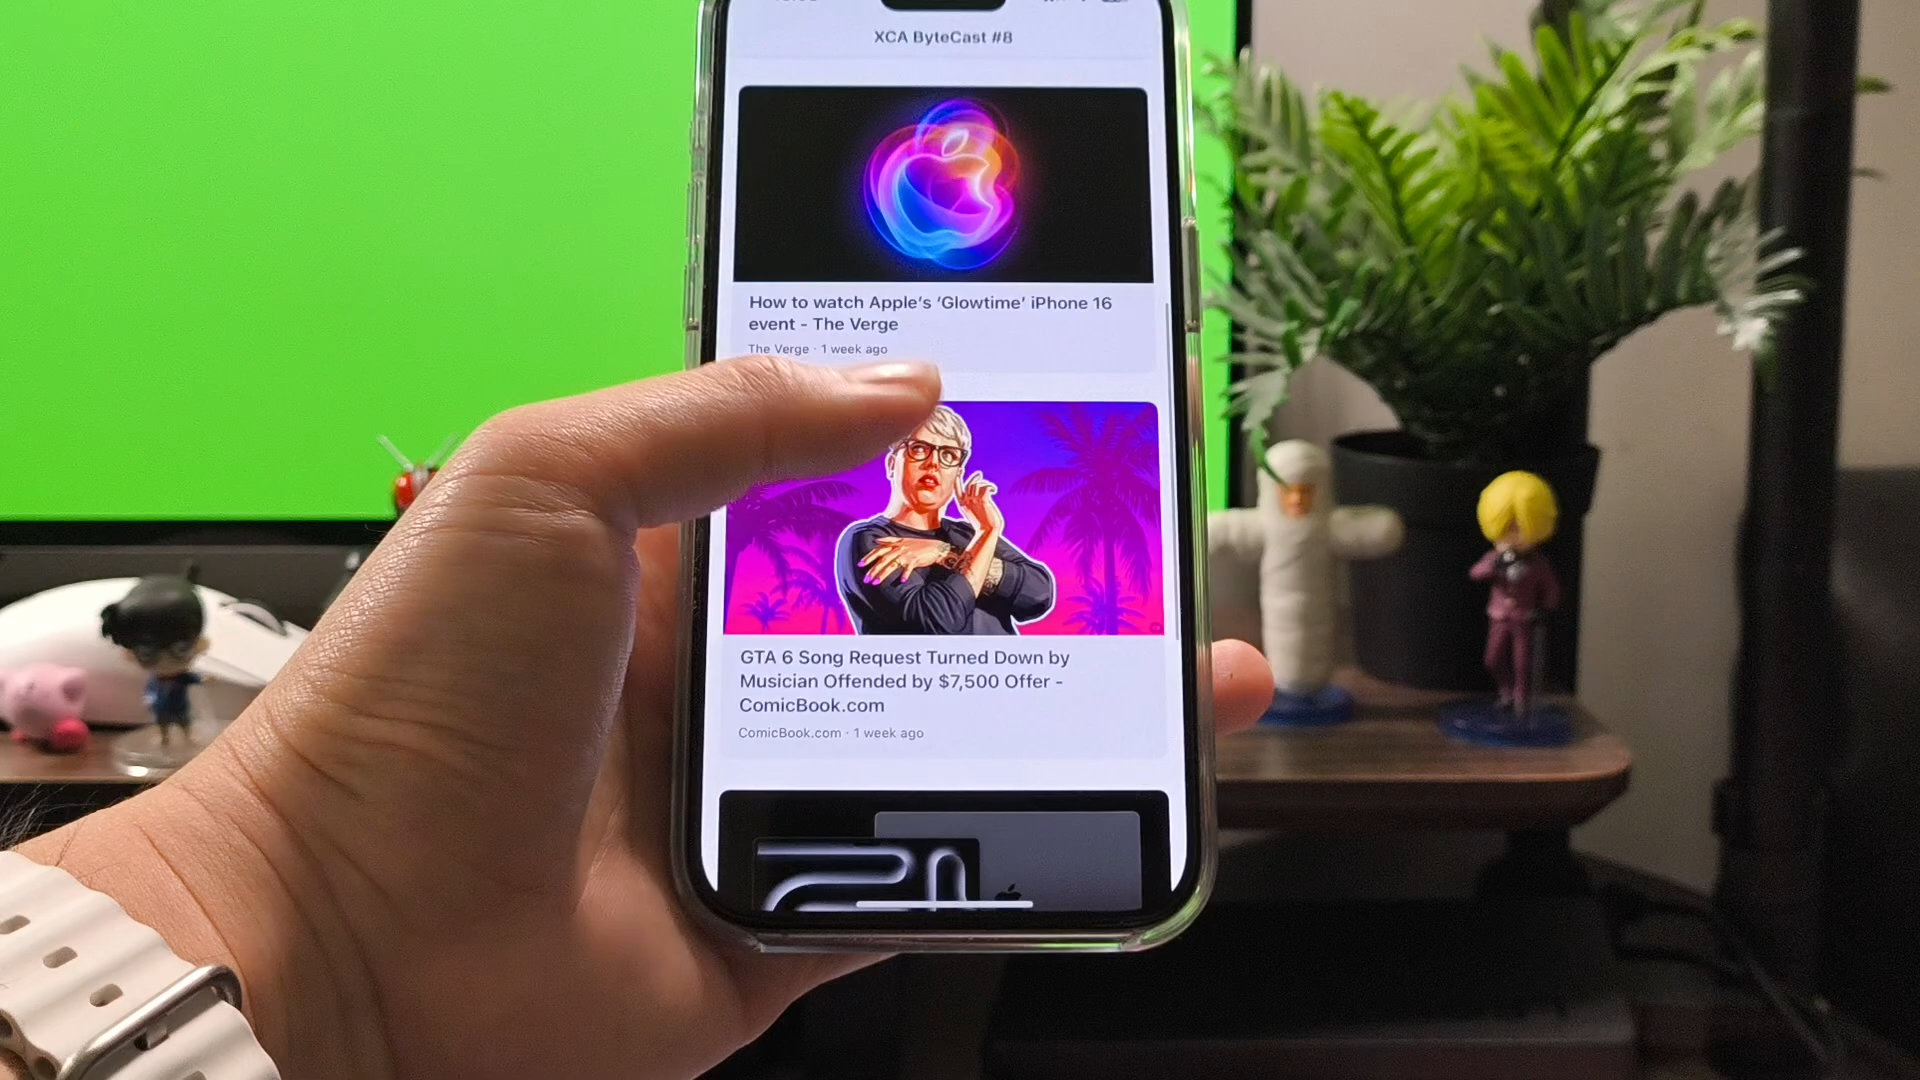 XCA ByteCast #8
How to watch Apple's 'Glowtime' iPhone 16
event - The Verge
The Verge · 1 week ago
GTA 6 Song Request Turned Down by
Musician Offended by $7,500 Offer -
ComicBook.com
ComicBook.com · 1 week ago